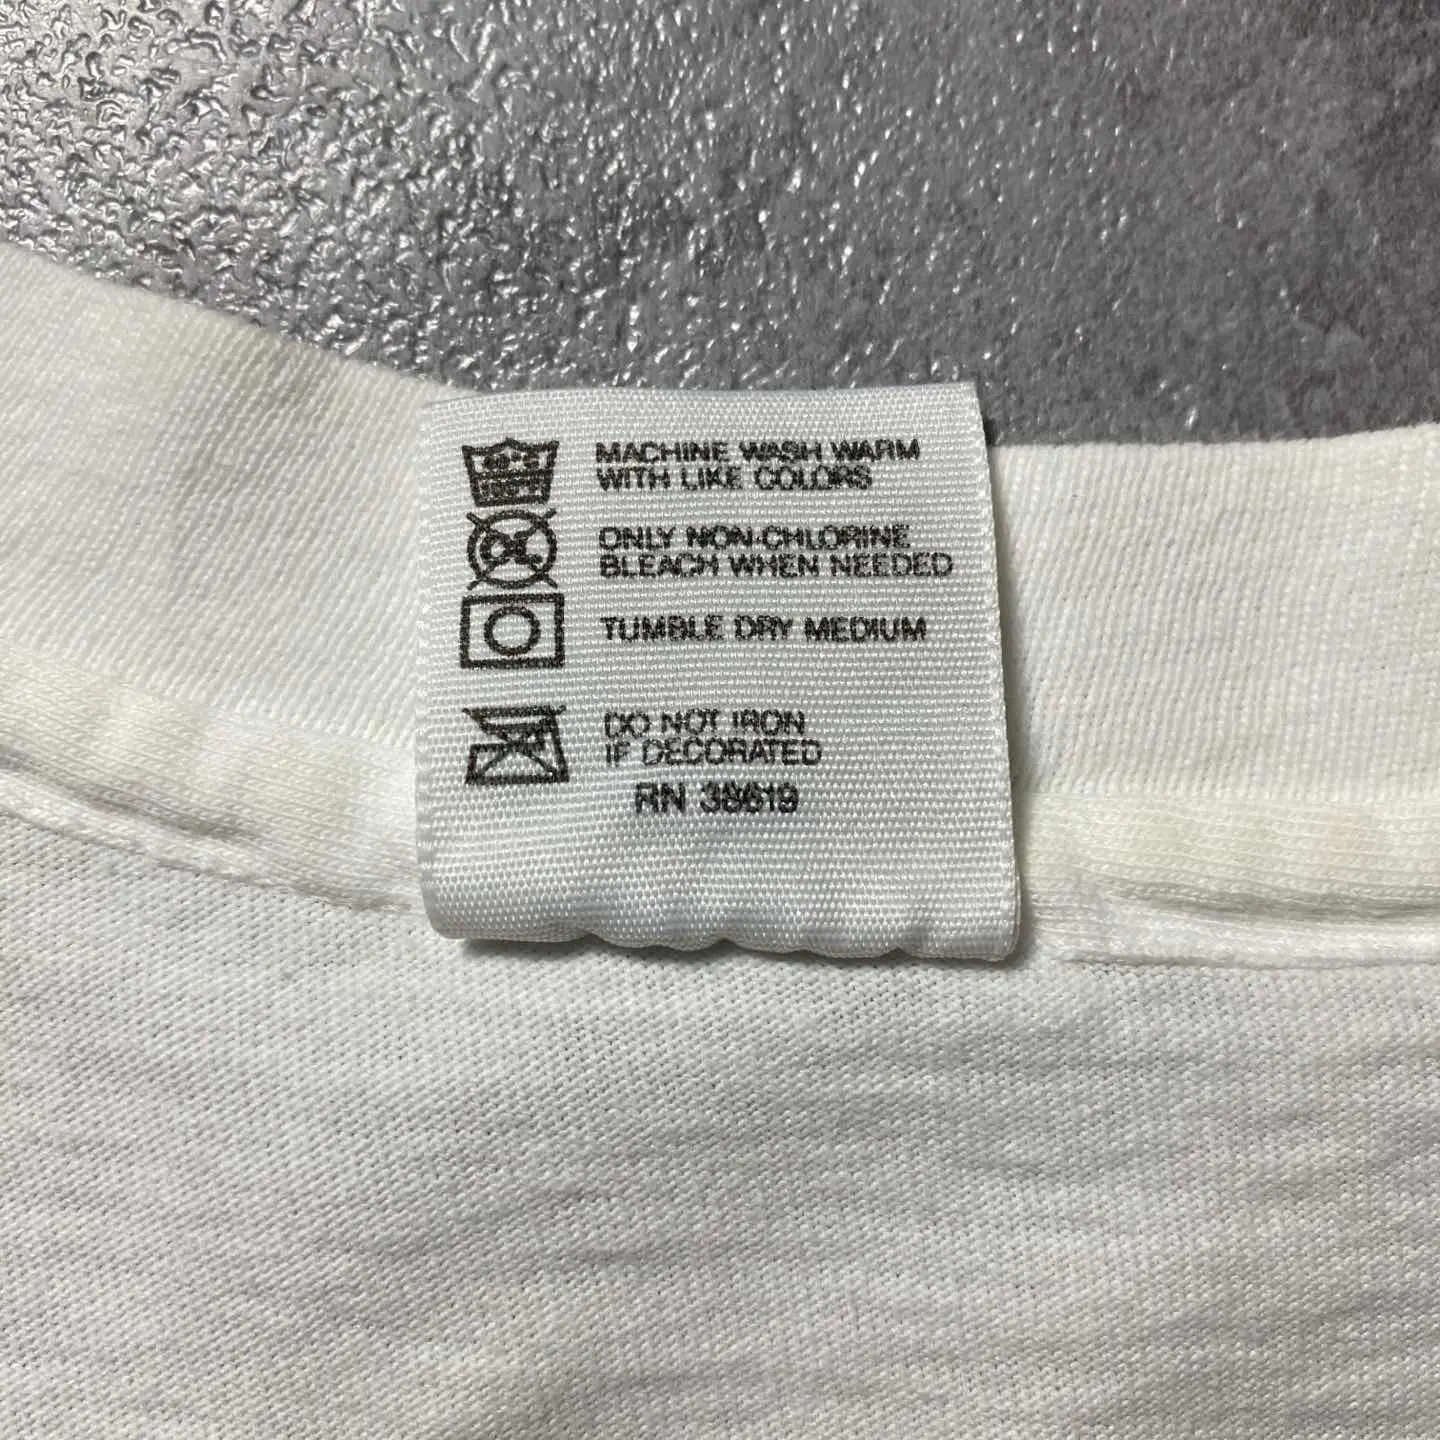 MACHINE WASH WARM
WITH LIKE COLORS
ONLY NON-CHLORINE
BLEACH WHEN NEEDED
TUMBLE DRY MEDIUM
DO NOT IRON
IF DECORATED
RN 38619